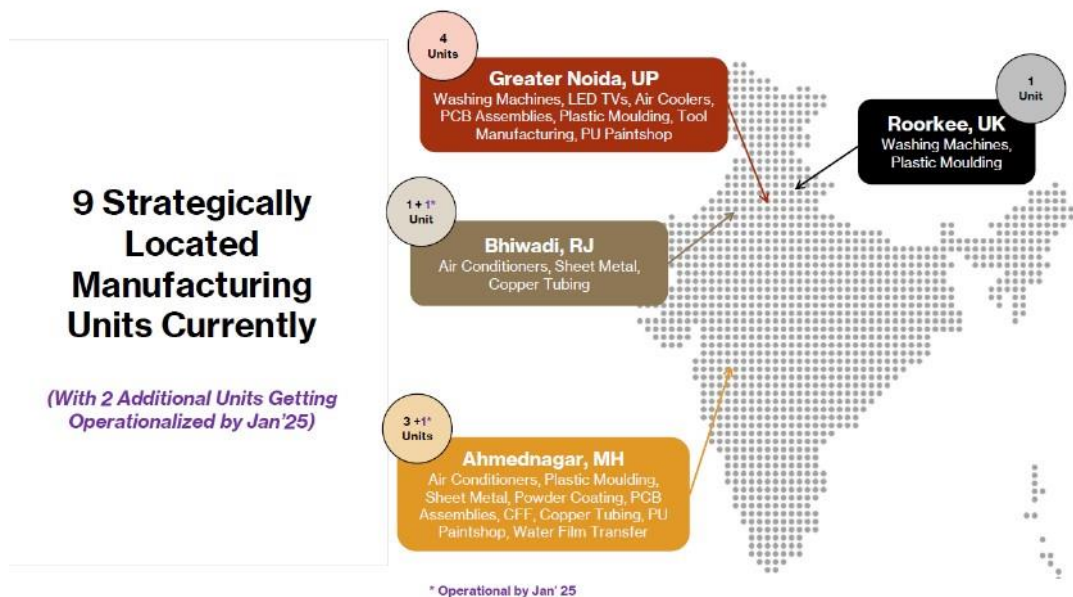 9 Strategically
Located
Manufacturing
Units Currently
(With 2 Additional Units Getting
Operationalized by Jan'25)
4
Units
Greater Noida, UP
Washing Machines, LED TVs, Air Coolers,
PCB Assemblies, Plastic Moulding, Tool
Manufacturing, PU Paintshop
1
Unit
Roorkee, UK
Washing Machines,
Plastic Moulding
1 + 1*
Unit
Bhiwadi, RJ
Air Conditioners, Sheet Metal,
Copper Tubing
3 +1*
Units
Ahmednagar, MH
Air Conditioners, Plastic Moulding,
Sheet Metal, Powder Coating, PCB
Assemblies, CFF, Copper Tubing, PU
Paintshop, Water Film Transfer
* Operational by Jan' 25